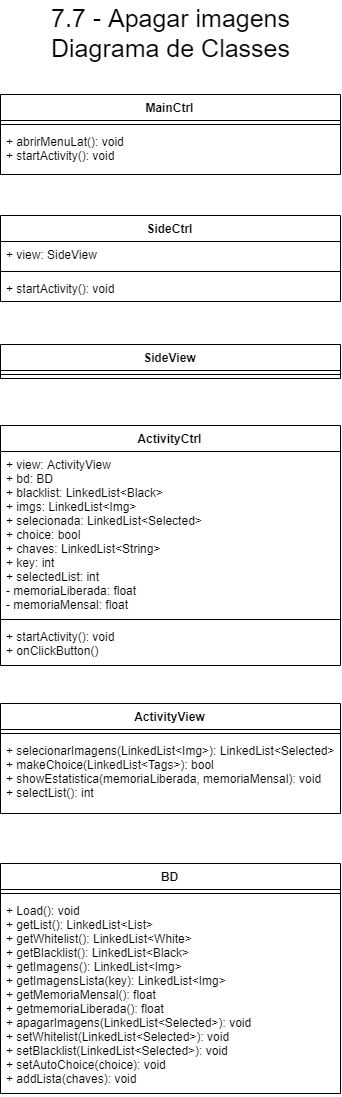 7.7 - Apagar imagens
Diagrama de Classes
MainCtrl
+ abrirMenuLat(): void
+ startActivity(): void
SideCtrl
+ view: SideView
+ startActivity(): void
SideView
ActivityCtrl
+ view: ActivityView
+ bd: BD
+ blacklist: LinkedList<Black>
+ imgs: LinkedList<Img>
+ selecionada: LinkedList<Selected>
+ choice: bool
+ chaves: LinkedList<String>
+ key: int
+ selectedList: int
- memoriaLiberada: float
- memoriaMensal: float
+ startActivity(): void
+ onClickButton()
ActivityView
+ selecionarImagens(LinkedList<Img>): LinkedList<Selected>
+ makeChoice(LinkedList<Tags>): bool
+ showEstatistica(memoriaLiberada, memoriaMensal): void
+ selectList(): int
BD
+ Load(): void
+ getList(): LinkedList<List>
+ getWhitelist(): LinkedList<White>
+ getBlacklist(): LinkedList<Black>
+ getImagens(): LinkedList<Img>
+ getImagensLista(key): LinkedList<Img>
+ getMemoriaMensal(): float
+ getmemoriaLiberada(): float
+ apagarImagens(LinkedList<Selected>): void
+ setWhitelist(LinkedList<Selected>): void
+ setBlacklist(LinkedList<Selected>): void
+ setAutoChoice(choice): void
+ addLista(chaves): void